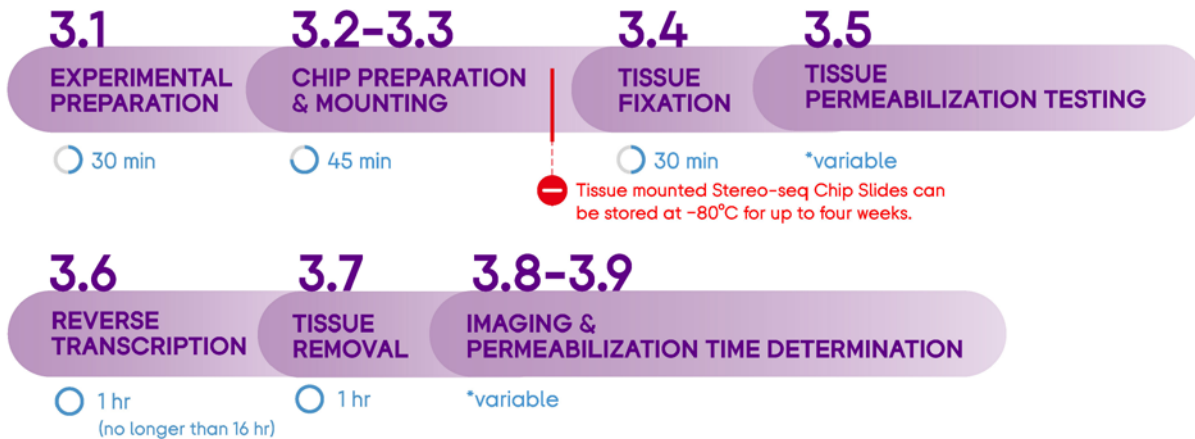 3.1
EXPERIMENTAL
PREPARATION
30 min
3.2-3.3
CHIP PREPARATION
& MOUNTING
45 min
3.4
TISSUE
FIXATION
30 min
3.5
TISSUE
PERMEABILIZATION TESTING
*variable
Tissue mounted Stereo-seq Chip Slides can
be stored at -80°C for up to four weeks.
3.6
REVERSE
TRANSCRIPTION
1 hr
(no longer than 16 hr)
3.7
TISSUE
REMOVAL
1 hr
3.8-3.9
IMAGING &
PERMEABILIZATION TIME DETERMINATION
*variable